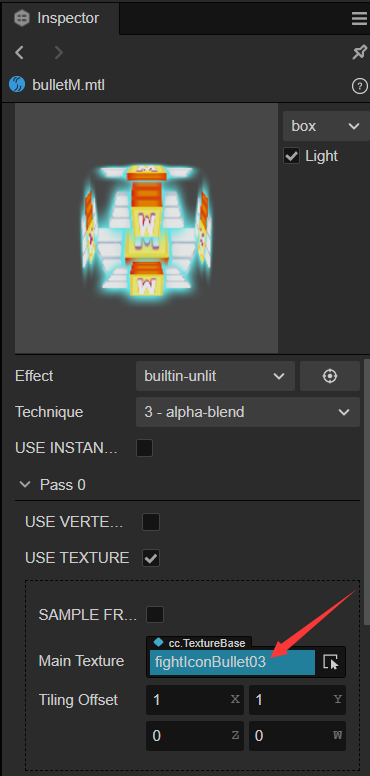 Inspector
bulletM.mtl
box
Light
W
W
Effect builtin-unlit
Technique 3 - alpha-blend
USE INSTAN...
Pass 0
USE VERTE...
USE TEXTURE
SAMPLE FR...
cc.TextureBase
Main Texture fightIconBullet03
Tiling Offset 1 X 1 Y
0 Z 0 W